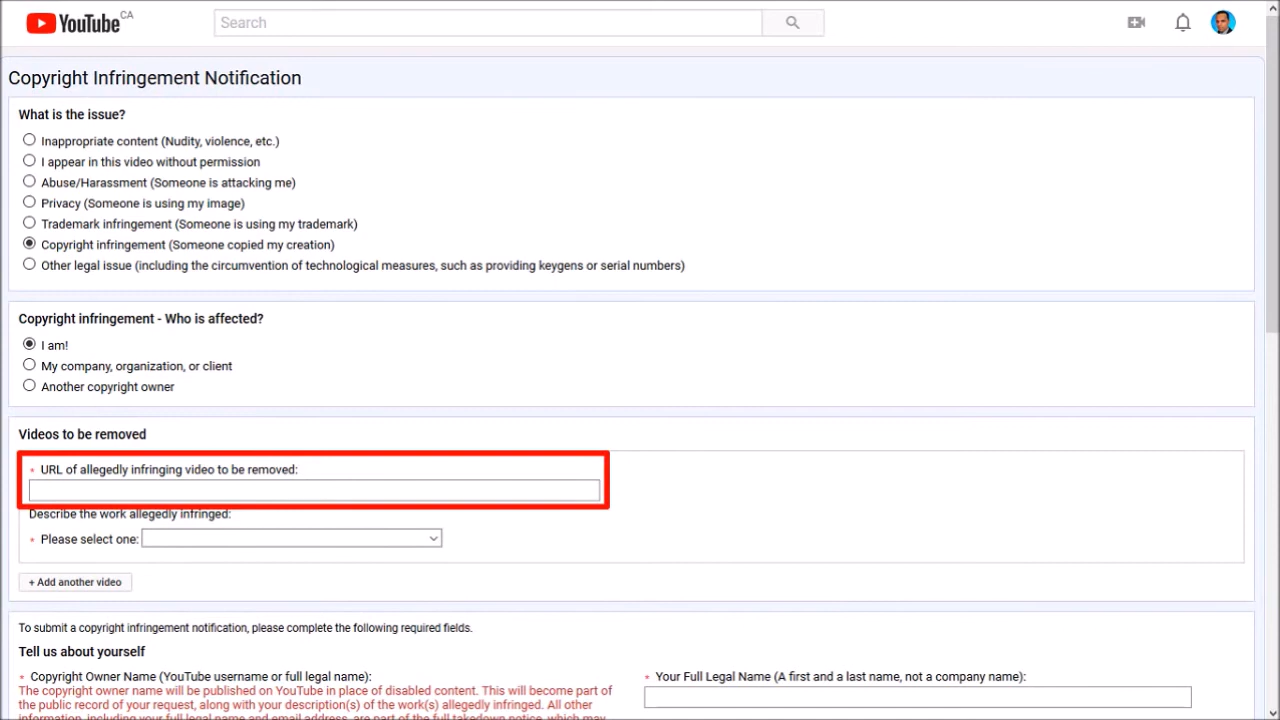 YouTube CA
Search
Copyright Infringement Notification
What is the issue?
Inappropriate content (Nudity, violence, etc.)
I appear in this video without permission
Abuse/Harassment (Someone is attacking me)
Privacy (Someone is using my image)
Trademark infringement (Someone is using my trademark)
Copyright infringement (Someone copied my creation)
Other legal issue (including the circumvention of technological measures, such as providing keygens or serial numbers)
Copyright infringement - Who is affected?
I am!
My company, organization, or client
Another copyright owner
Videos to be removed
* URL of allegedly infringing video to be removed:
Describe the work allegedly infringed:
* Please select one:
+ Add another video
To submit a copyright infringement notification, please complete the following required fields.
Tell us about yourself
* Copyright Owner Name (YouTube username or full legal name):
The copyright owner name will be published on YouTube in place of disabled content. This will become part of
the public record of your request, along with your description(s) of the work(s) allegedly infringed. All other
information, including your full legal name and email address, are part of the full takedown notice, which may
* Your Full Legal Name (A first and a last name, not a company name):